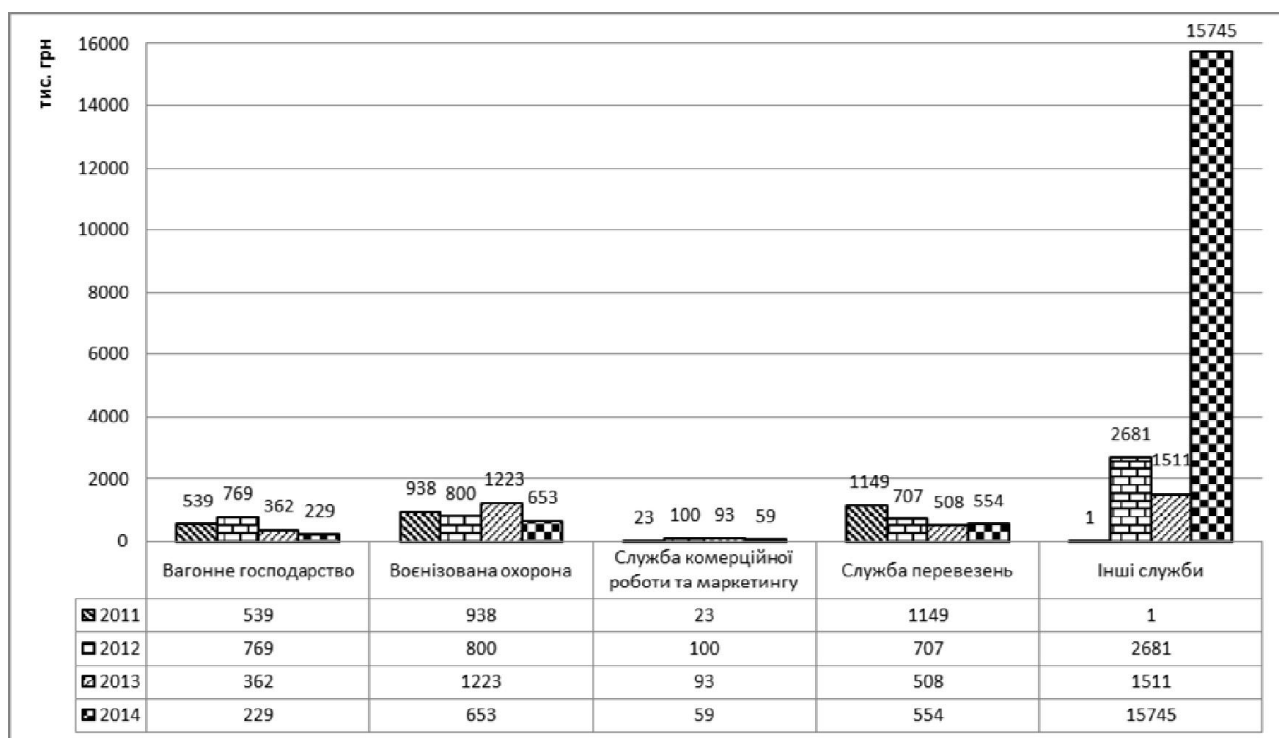 тис. грн
16000
14000
12000
10000
8000
6000
4000
2000
0
539 769 362 229
938 800 1223 653
23 100 93 59
1149 707 508 554
1 2681 1511 15745
Вагонне господарство Воєнізована охорона Служба комерційної роботи та маркетингу Служба перевезень Інші служби
2011 539 938 23 1149 1
2012 769 800 100 707 2681
2013 362 1223 93 508 1511
2014 229 653 59 554 15745